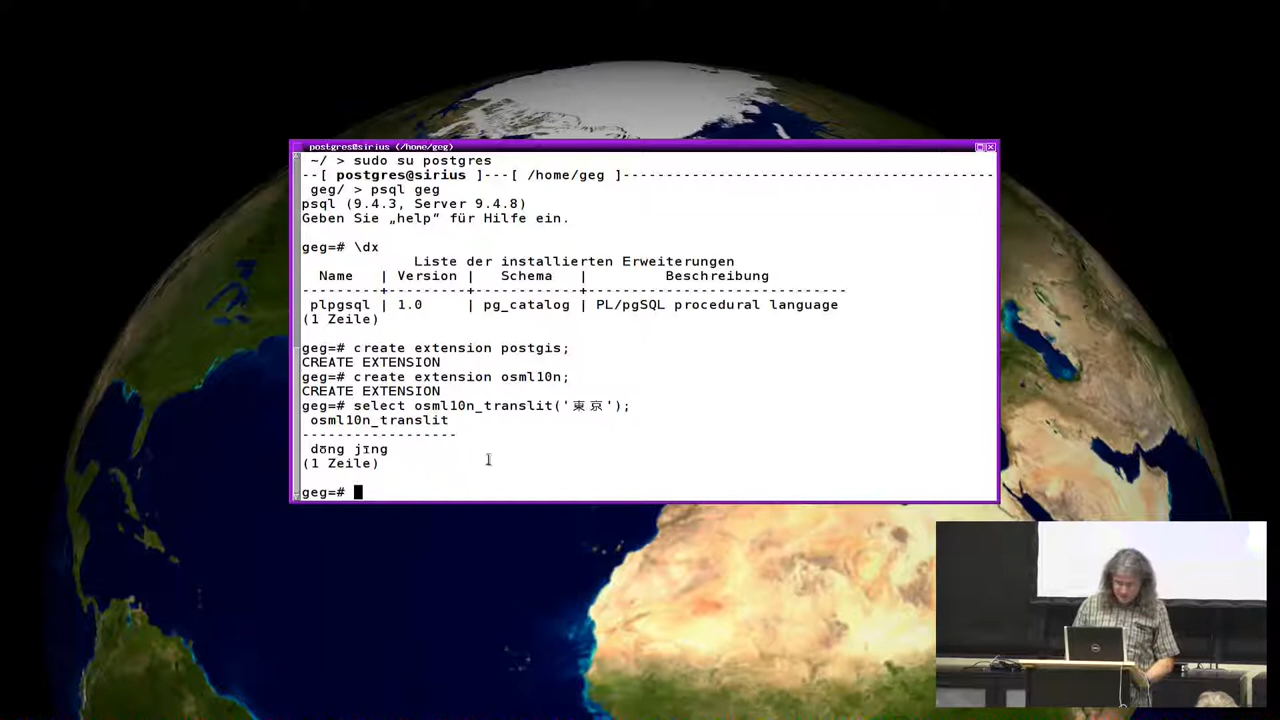 postgres@sirius (/home/geg)
~/ > sudo su postgres
--[ postgres@sirius ]---[ /home/geg ]-------------------------------------------
geg/ > psql geg
psql (9.4.3, Server 9.4.8)
Geben Sie „help“ für Hilfe ein.
geg=# \dx
Liste der installierten Erweiterungen
Name | Version | Schema | Beschreibung
---------+---------+------------+------------------------------
plpgsql | 1.0 | pg_catalog | PL/pgSQL procedural language
(1 Zeile)
geg=# create extension postgis;
CREATE EXTENSION
geg=# create extension osml10n;
CREATE EXTENSION
geg=# select osml10n_translit('東京');
osml10n_translit
------------------
dōng jīng
(1 Zeile)
geg=#